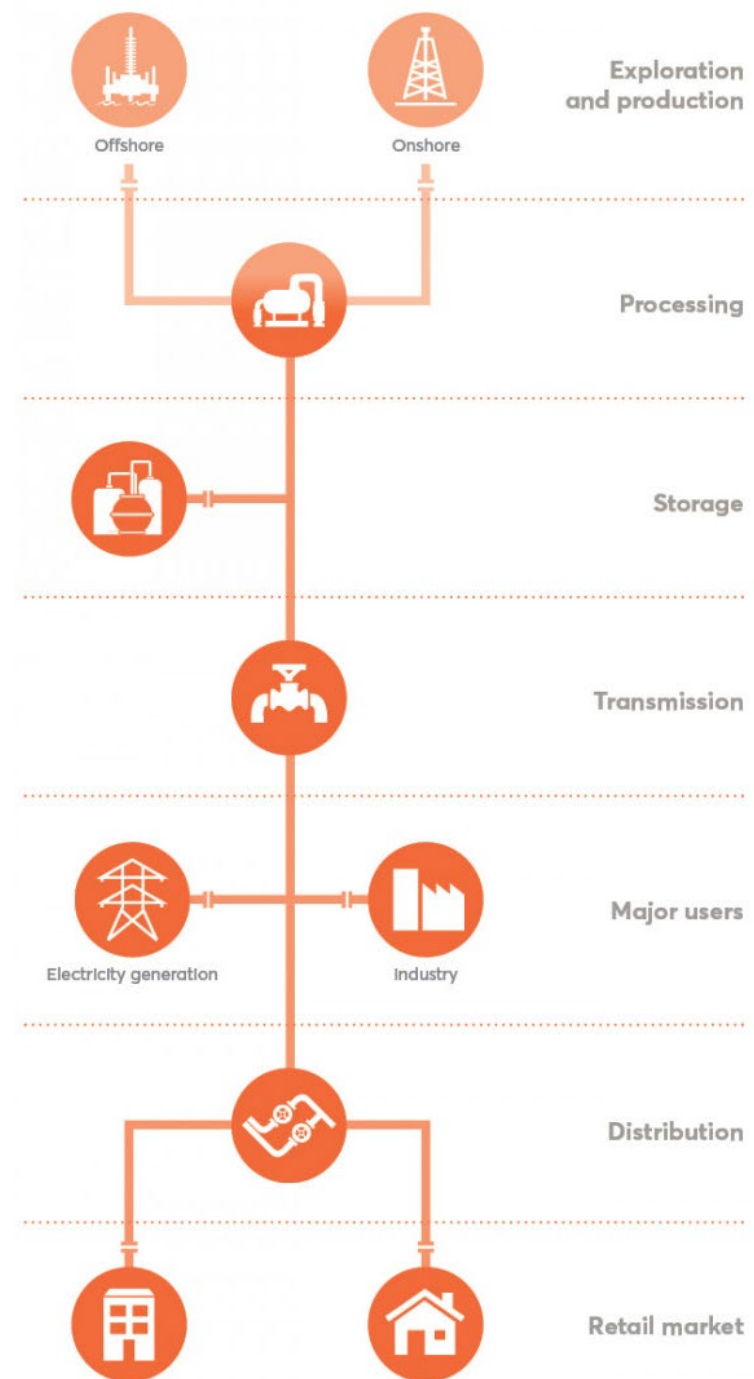 Exploration
and production
Offshore
Onshore
Processing
Storage
Transmission
Major users
Electricity generation
Industry
Distribution
Retail market